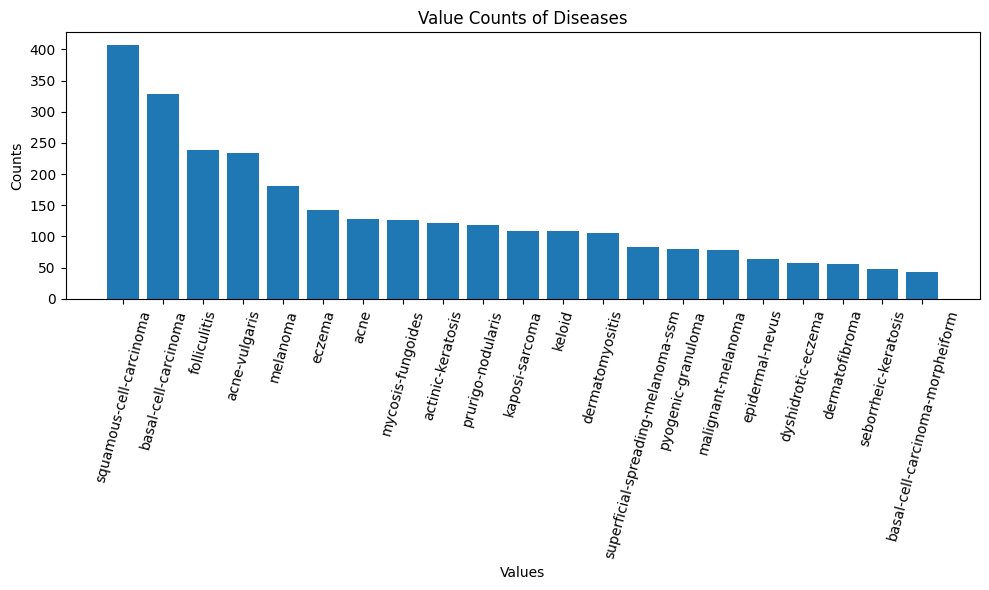 Value Counts of Diseases
Counts
400
350
300
250
200
150
100
50
0
squamous-cell-carcinoma
basal-cell-carcinoma
folliculitis
acne-vulgaris
melanoma
eczema
acne
mycosis-fungoides
actinic-keratosis
prurigo-nodularis
kaposi-sarcoma
keloid
dermatomyositis
superficial-spreading-melanoma-ssm
pyogenic-granuloma
malignant-melanoma
epidermal-nevus
dyshidrotic-eczema
dermatofibroma
seborrheic-keratosis
basal-cell-carcinoma-morpheiform
Values